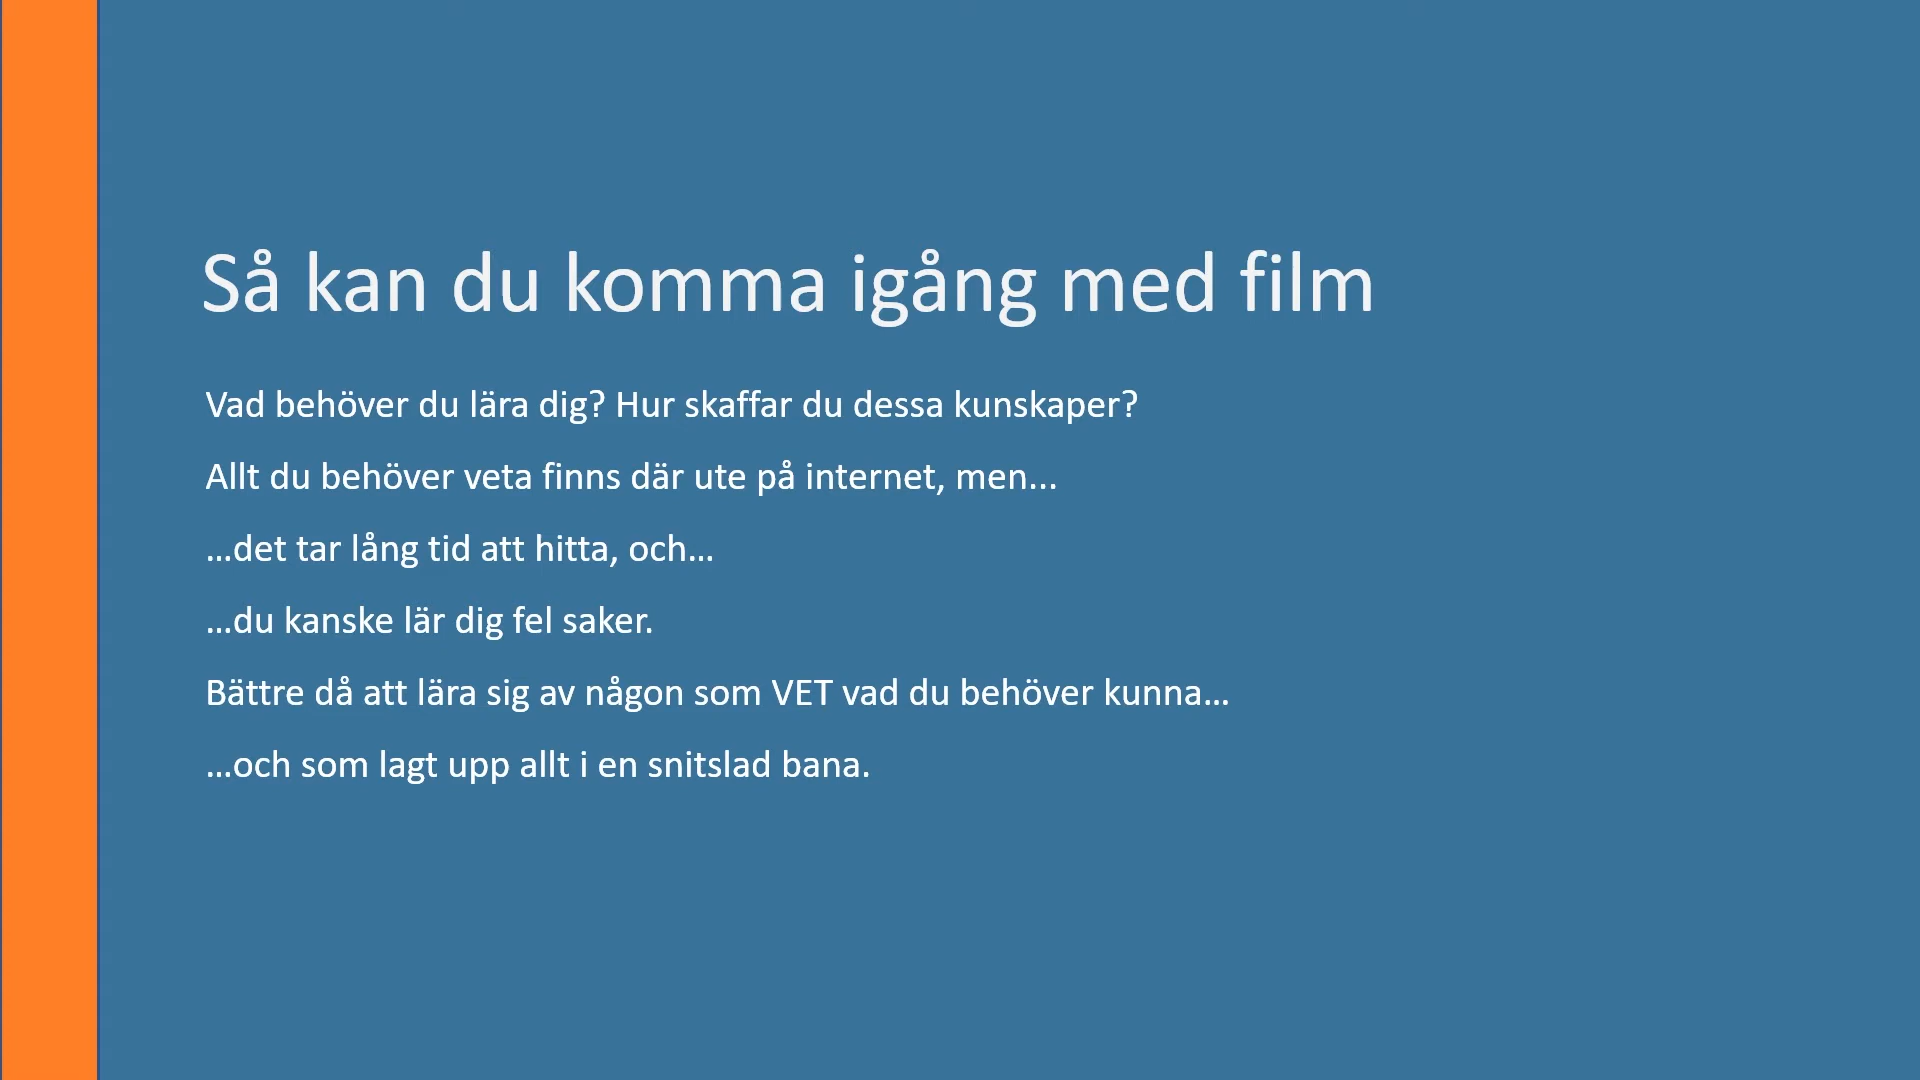 Så kan du komma igång med film
Vad behöver du lära dig? Hur skaffar du dessa kunskaper?
Allt du behöver veta finns där ute på internet, men...
…det tar lång tid att hitta, och…
…du kanske lär dig fel saker.
Bättre då att lära sig av någon som VET vad du behöver kunna…
…och som lagt upp allt i en snitslad bana.